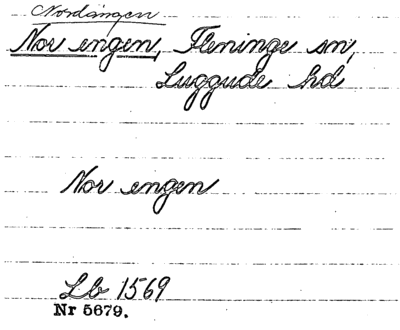 Nordängen
Nor engen, Fleninge sn,
Luggude hd
Nor engen
Lb 1569
Nr 5679.